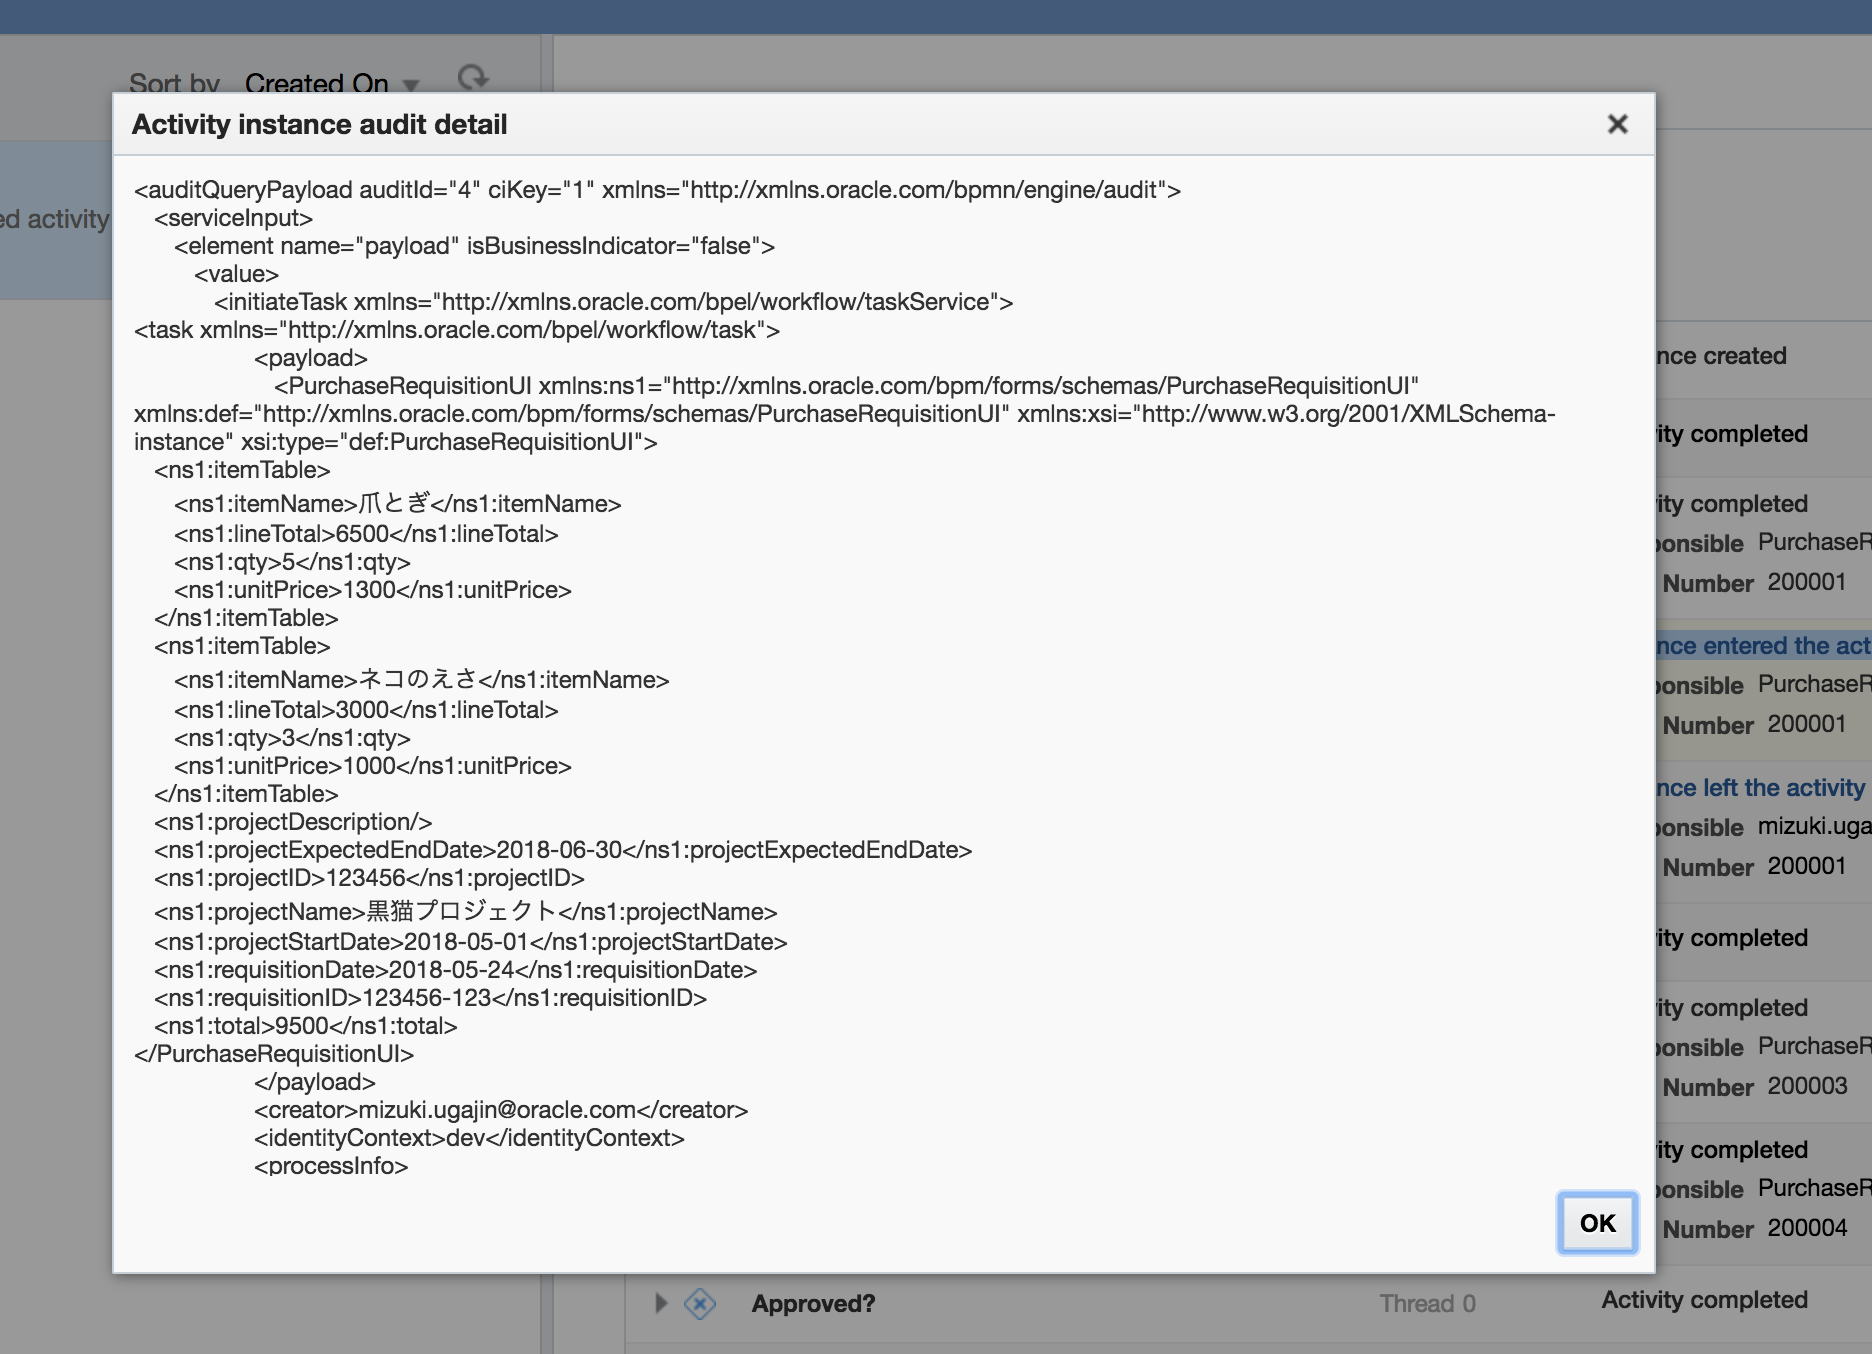 Sort by Created On
Activity instance audit detail
<auditQueryPayload auditId="4" ciKey="1" xmlns="http://xmlns.oracle.com/bpmn/engine/audit">
<serviceInput>
<element name="payload" isBusinessIndicator="false">
<value>
<initiateTask xmlns="http://xmlns.oracle.com/bpel/workflow/taskService">
<task xmlns="http://xmlns.oracle.com/bpel/workflow/task">
<payload>
<PurchaseRequisitionUI xmlns:ns1="http://xmlns.oracle.com/bpm/forms/schemas/PurchaseRequisitionUI"
xmlns:def="http://xmlns.oracle.com/bpm/forms/schemas/PurchaseRequisitionUI" xmlns:xsi="http://www.w3.org/2001/XMLSchema-
instance" xsi:type="def:PurchaseRequisitionUI">
<ns1:itemTable>
<ns1:itemName>爪とぎ</ns1:itemName>
<ns1:lineTotal>6500</ns1:lineTotal>
<ns1:qty>5</ns1:qty>
<ns1:unitPrice>1300</ns1:unitPrice>
</ns1:itemTable>
<ns1:itemTable>
<ns1:itemName>ネコのえさ</ns1:itemName>
<ns1:lineTotal>3000</ns1:lineTotal>
<ns1:qty>3</ns1:qty>
<ns1:unitPrice>1000</ns1:unitPrice>
</ns1:itemTable>
<ns1:projectDescription/>
<ns1:projectExpectedEndDate>2018-06-30</ns1:projectExpectedEndDate>
<ns1:projectID>123456</ns1:projectID>
<ns1:projectName>黒猫プロジェクト</ns1:projectName>
<ns1:projectStartDate>2018-05-01</ns1:projectStartDate>
<ns1:requisitionDate>2018-05-24</ns1:requisitionDate>
<ns1:requisitionID>123456-123</ns1:requisitionID>
<ns1:total>9500</ns1:total>
</PurchaseRequisitionUI>
</payload>
<creator>mizuki.ugajin@oracle.com</creator>
<identityContext>dev</identityContext>
<processInfo>
OK
ed activity
nce created
ity completed
ity completed
ponsible PurchaseR
Number 200001
nce entered the act
ponsible PurchaseR
Number 200001
nce left the activity
ponsible mizuki.uga
Number 200001
ity completed
ity completed
ponsible PurchaseR
Number 200003
ity completed
ponsible PurchaseR
Number 200004
Approved? Thread 0 Activity completed